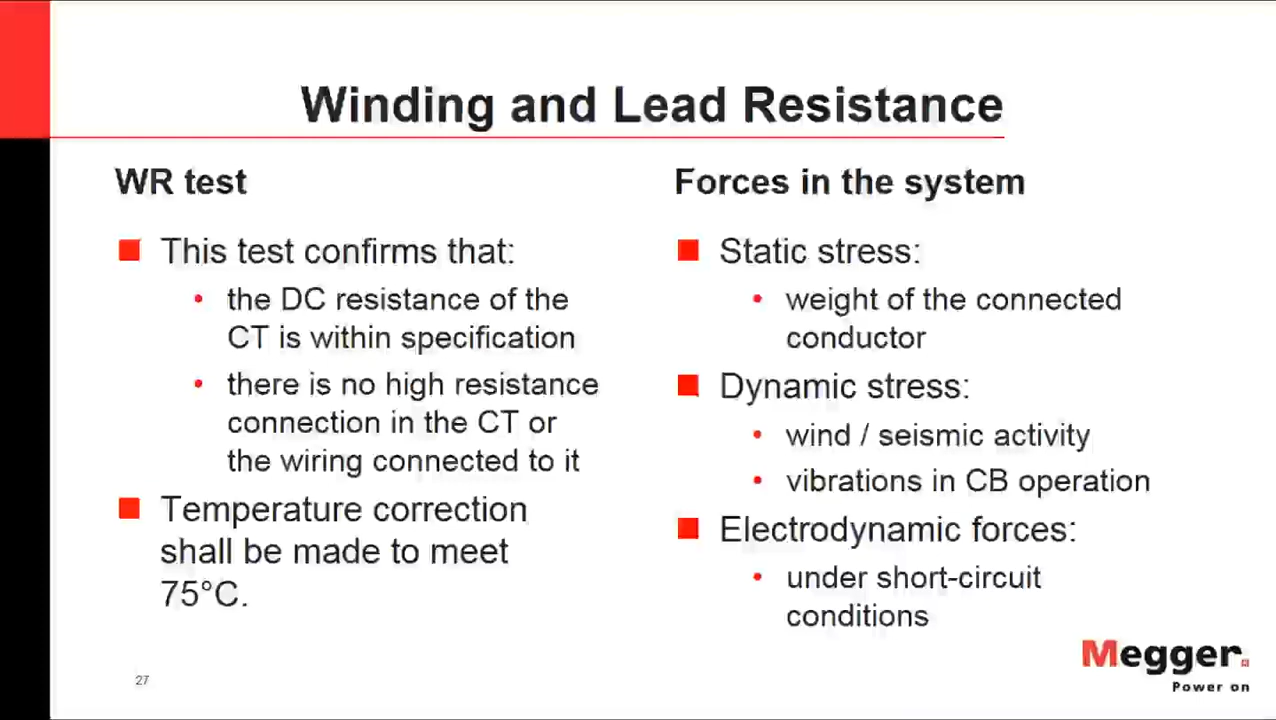 Winding and Lead Resistance
WR test
This test confirms that:
the DC resistance of the
CT is within specification
there is no high resistance
connection in the CT or
the wiring connected to it
Temperature correction
shall be made to meet
75°C.
Forces in the system
Static stress:
weight of the connected
conductor
Dynamic stress:
wind / seismic activity
vibrations in CB operation
Electrodynamic forces:
under short-circuit
conditions
27
Megger.
Power on